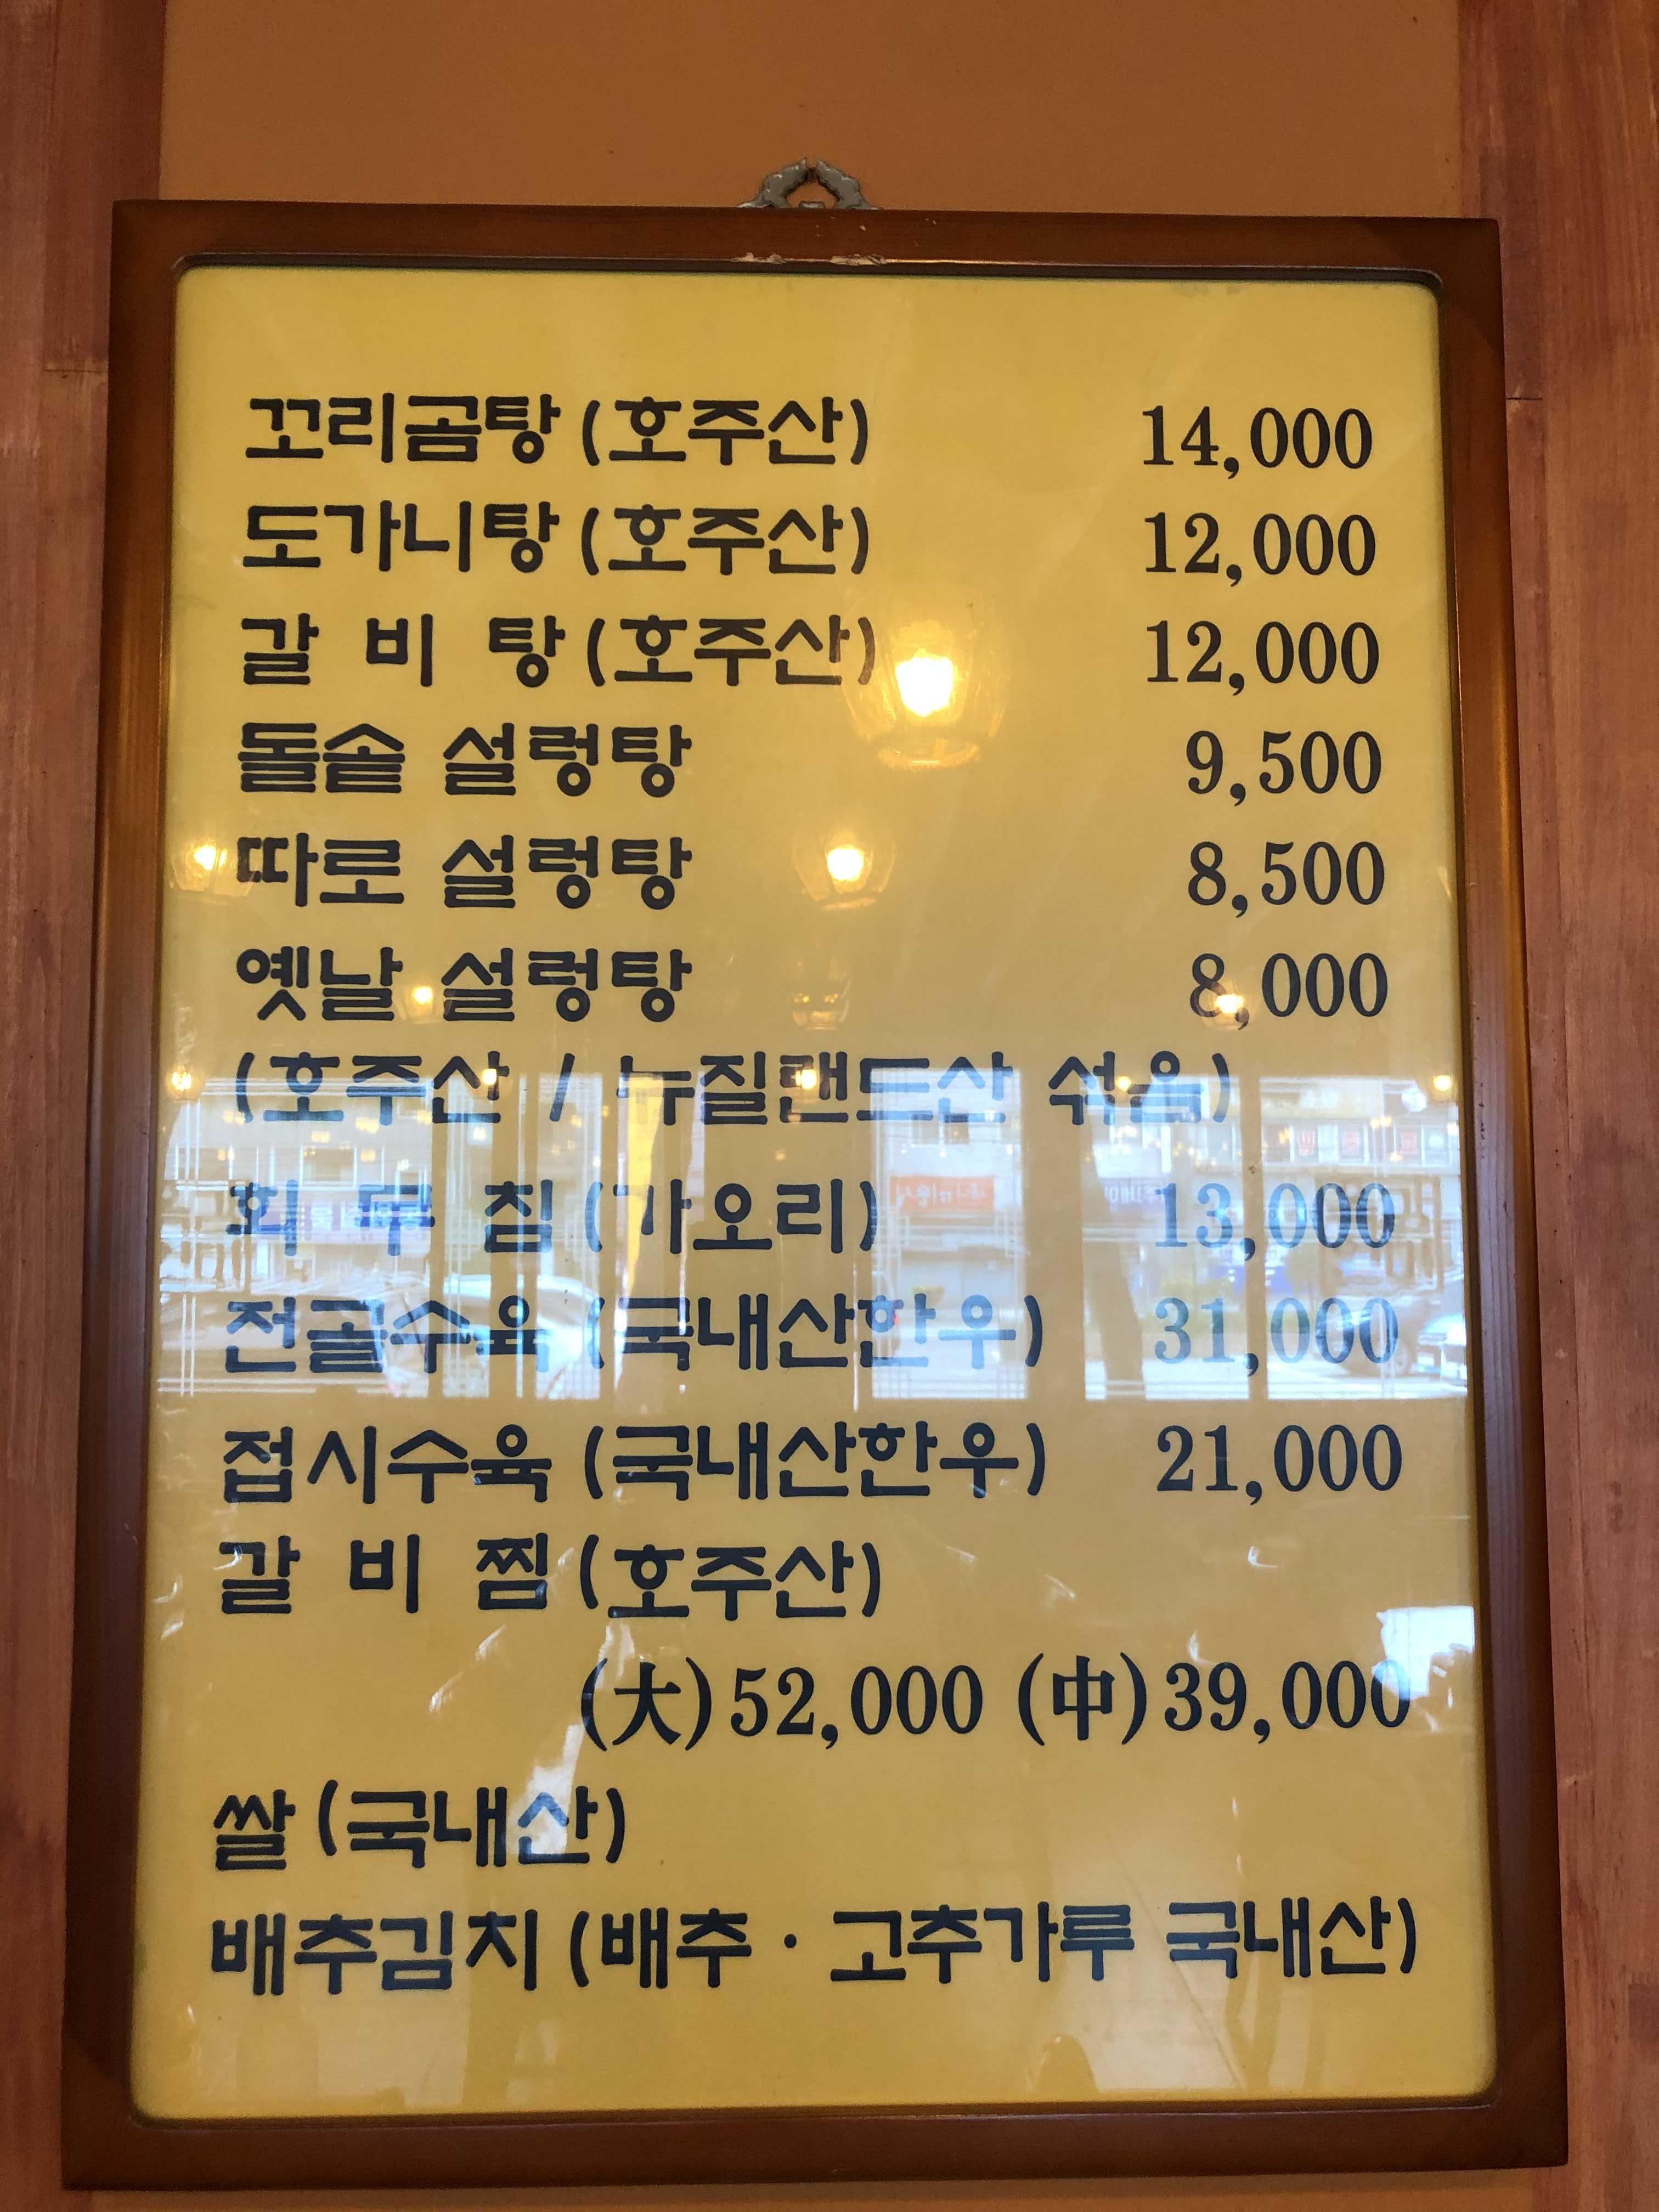 꼬리곰탕 (호주산) 14,000
도가니탕 (호주산) 12,000
갈 비 탕 (호주산) 12,000
돌솥 설렁탕 9,500
따로 설렁탕 8,500
옛날 설렁탕 8,000
(호주산 / 뉴질랜드산 섞음)
회 무 침 (가오리) 13,000
전골수육 (국내산한우) 31,000
접시수육 (국내산한우) 21,000
갈 비 찜 (호주산)
(大) 52,000 (中) 39,000
쌀 (국내산)
배추김치 (배추 · 고추가루 국내산)